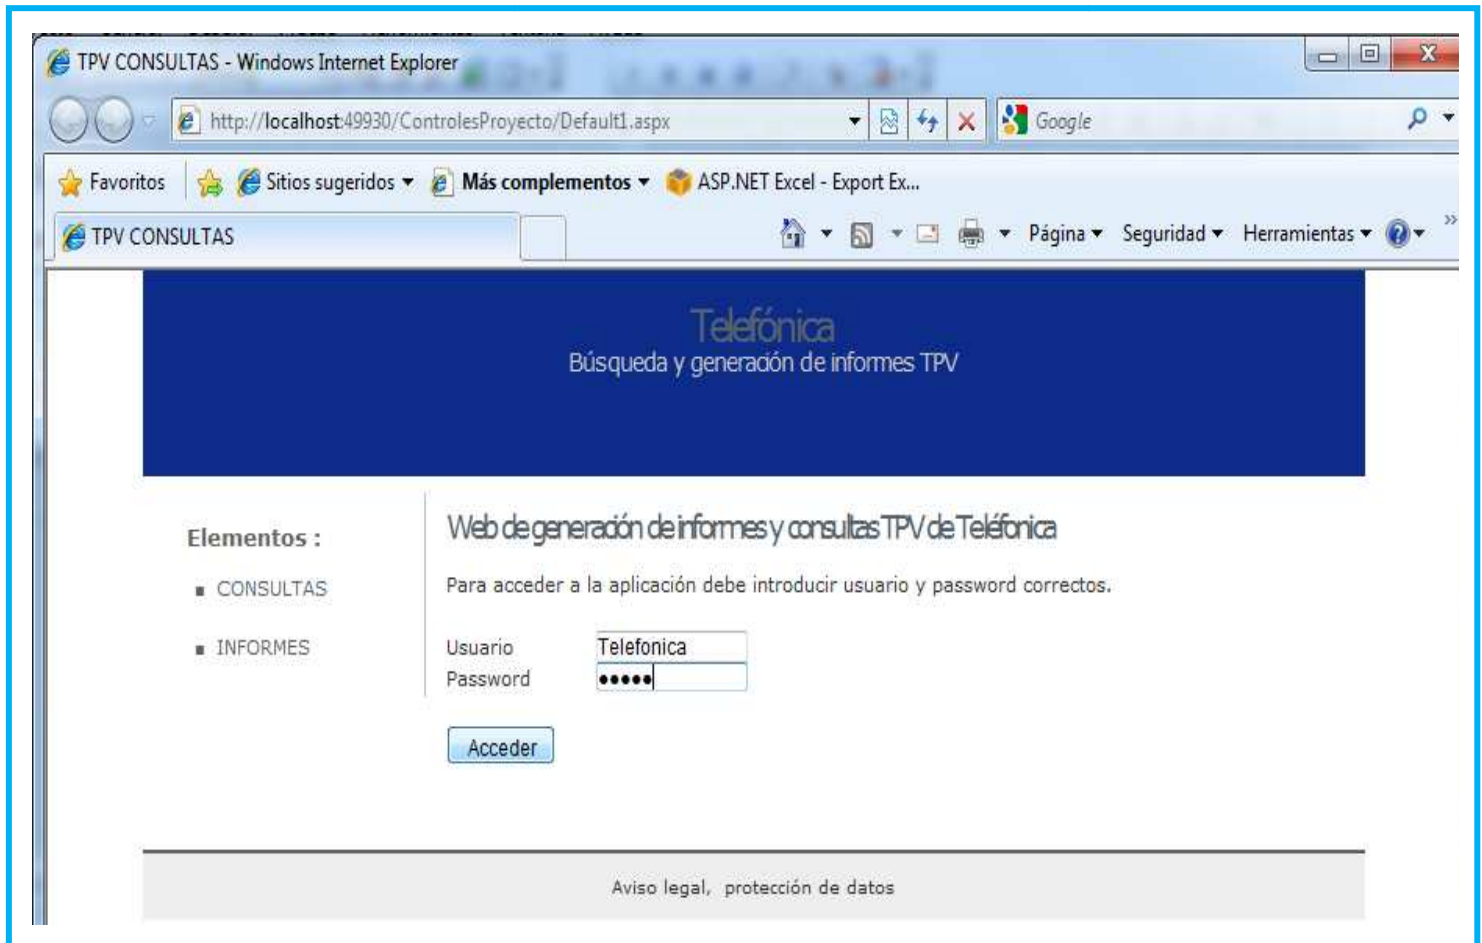 TPV CONSULTAS - Windows Internet Explorer
http://localhost:49930/ControlesProyecto/Default1.aspx
Google
Favoritos
Sitios sugeridos
Más complementos
ASP.NET Excel - Export Ex...
TPV CONSULTAS
Página
Seguridad
Herramientas
Telefónica
Búsqueda y generación de informes TPV
Elementos :
CONSULTAS
INFORMES
Web de generación de informes y consultas TPV de Teléfonica
Para acceder a la aplicación debe introducir usuario y password correctos.
Usuario Telefonica
Password •••••
Acceder
Aviso legal, protección de datos